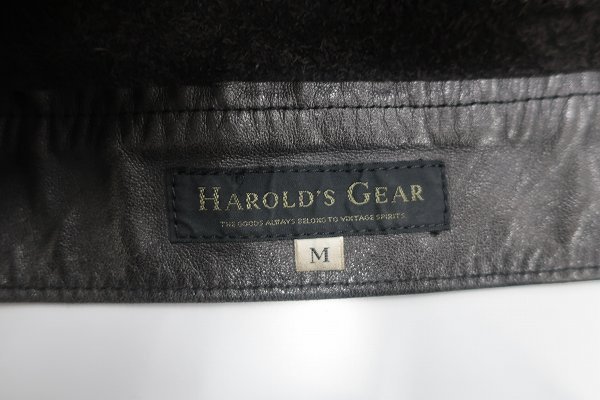 HAROLD'S GEAR
THE GOODS ALWAYS BELONG TO VINTAGE SPIRITS
M